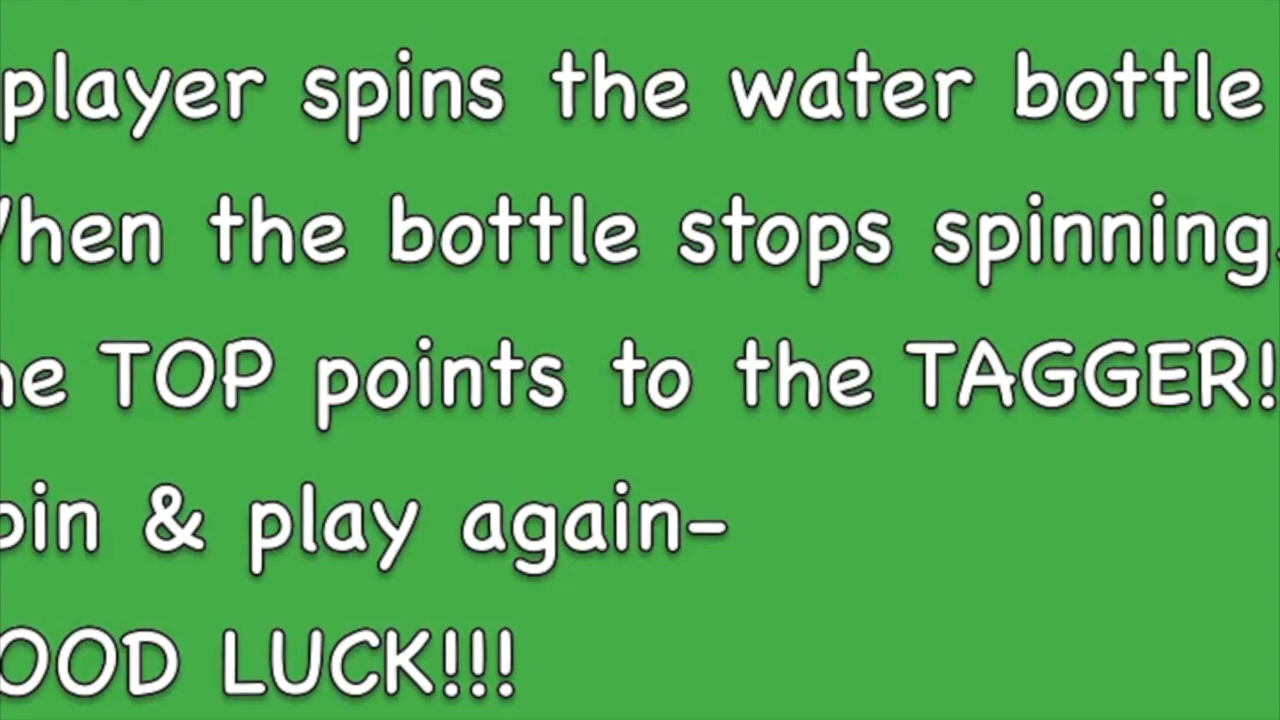 player spins the water bottle
hen the bottle stops spinning.
he TOP points to the TAGGER!
pin & play again-
OOD LUCK!!!